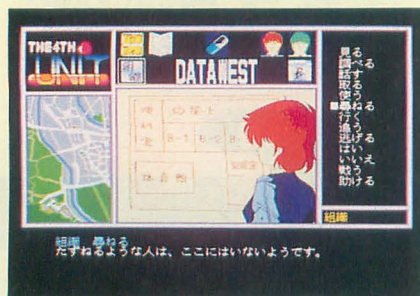 THE 4TH
UNIT
DATAWEST
B-1
B-2
見る
調べる
話す
取る
使う
尋ねる
行く
追う
逃げる
はい
いいえ
戦う
助ける
組織
組織 尋ねる
たずねるような人は、ここにはいないようです。